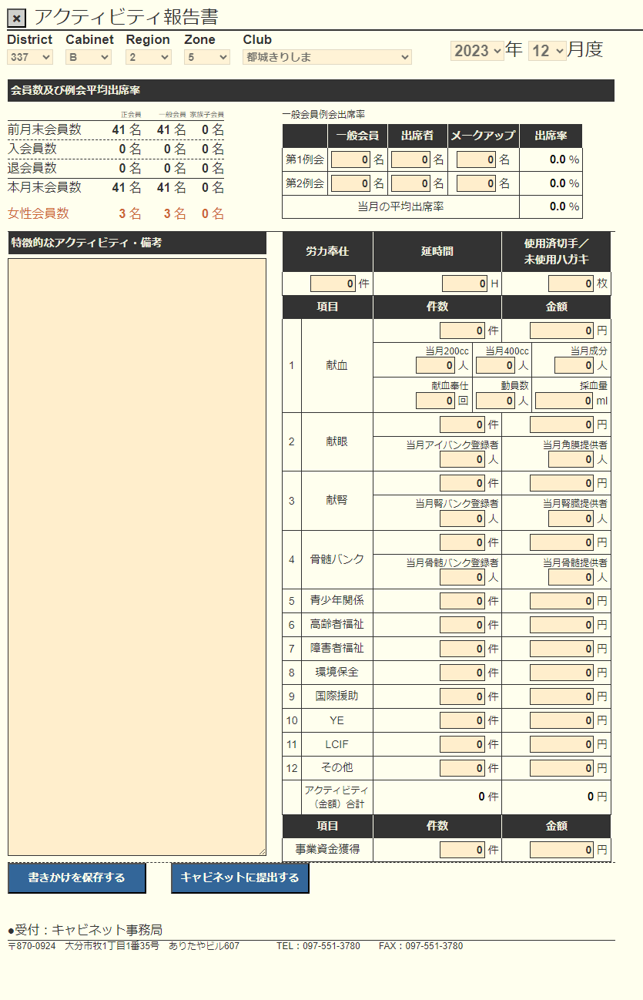 × アクティビティ報告書
District Cabinet Region Zone Club
337 B 2 5 都城きりしま 2023 年 12 月度
会員数及び例会平均出席率
正会員 一般会員 家族子会員
前月末会員数 41 名 41 名 0 名
入会員数 0 名 0 名 0 名
退会員数 0 名 0 名 0 名
本月末会員数 41 名 41 名 0 名
女性会員数 3 名 3 名 0 名
一般会員例会出席率
一般会員 出席者 メークアップ 出席率
第1例会 0 名 0 名 0 名 0.0 %
第2例会 0 名 0 名 0 名 0.0 %
当月の平均出席率 0.0 %
特徴的なアクティビティ・備考
労力奉仕 延時間 使用済切手／
未使用ハガキ
0 件 0 H 0 枚
項目 件数 金額
1 献血 0 件 0 円
当月200cc 当月400cc 当月成分
0 人 0 人 0 人
献血奉仕 動員数 採血量
0 回 0 人 0 ml
2 献眼 0 件 0 円
当月アイバンク登録者 当月角膜提供者
0 人 0 人
3 献腎 0 件 0 円
当月腎バンク登録者 当月腎臓提供者
0 人 0 人
4 骨髄バンク 0 件 0 円
当月骨髄バンク登録者 当月骨髄提供者
0 人 0 人
5 青少年関係 0 件 0 円
6 高齢者福祉 0 件 0 円
7 障害者福祉 0 件 0 円
8 環境保全 0 件 0 円
9 国際援助 0 件 0 円
10 YE 0 件 0 円
11 LCIF 0 件 0 円
12 その他 0 件 0 円
アクティビティ
（金額）合計 0 件 0 円
項目 件数 金額
事業資金獲得 0 件 0 円
書きかけを保存する キャビネットに提出する
●受付：キャビネット事務局
〒870-0924 大分市牧1丁目1番35号 ありたやビル607 TEL：097-551-3780 FAX：097-551-3780